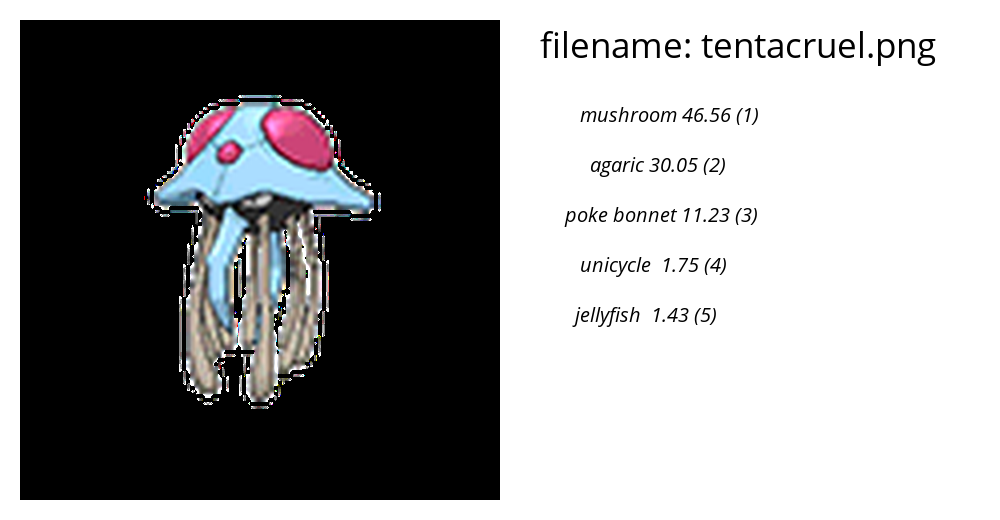 filename: tentacruel.png
mushroom 46.56 (1)
agaric 30.05 (2)
poke bonnet 11.23 (3)
unicycle 1.75 (4)
jellyfish 1.43 (5)